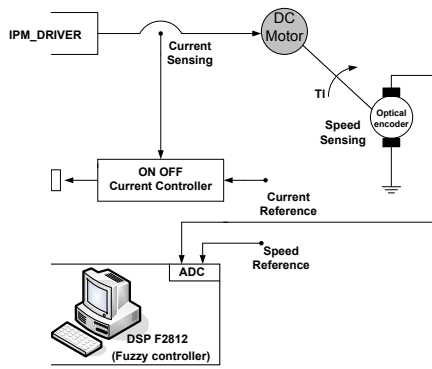 DC
Motor
IPM_DRIVER
Current
Sensing
TI
Optical
encoder
Speed
Sensing
ON OFF
Current Controller
Current
Reference
Speed
Reference
ADC
DSP F2812
(Fuzzy controller)